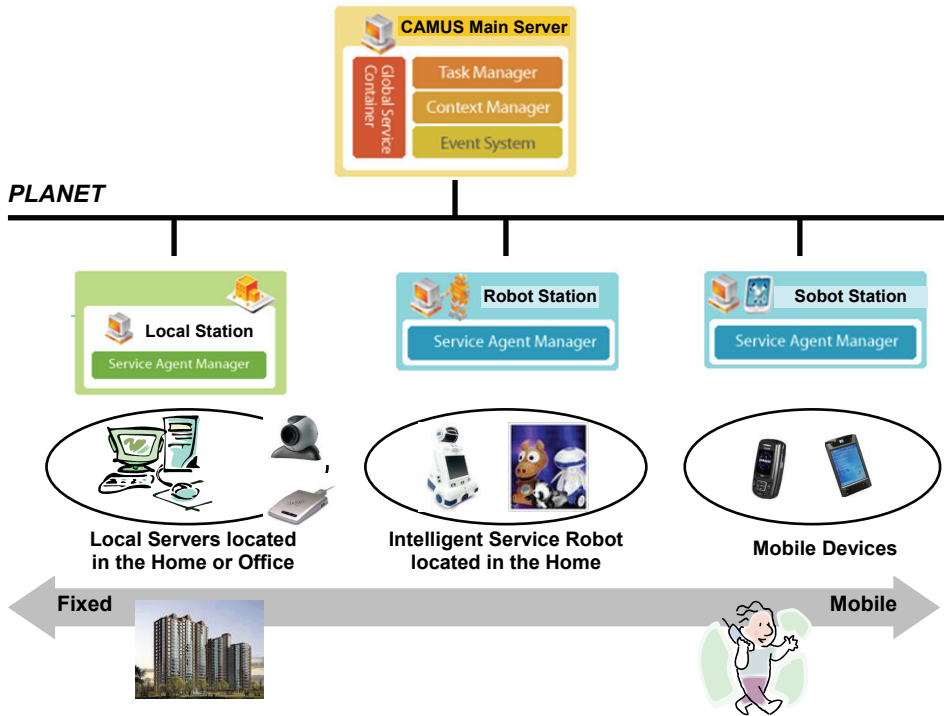 CAMUS Main Server
Global Service
Container
Task Manager
Context Manager
Event System
PLANET
Local Station
Service Agent Manager
Robot Station
Service Agent Manager
Sobot Station
Service Agent Manager
Local Servers located
in the Home or Office
Intelligent Service Robot
located in the Home
Mobile Devices
Fixed
Mobile